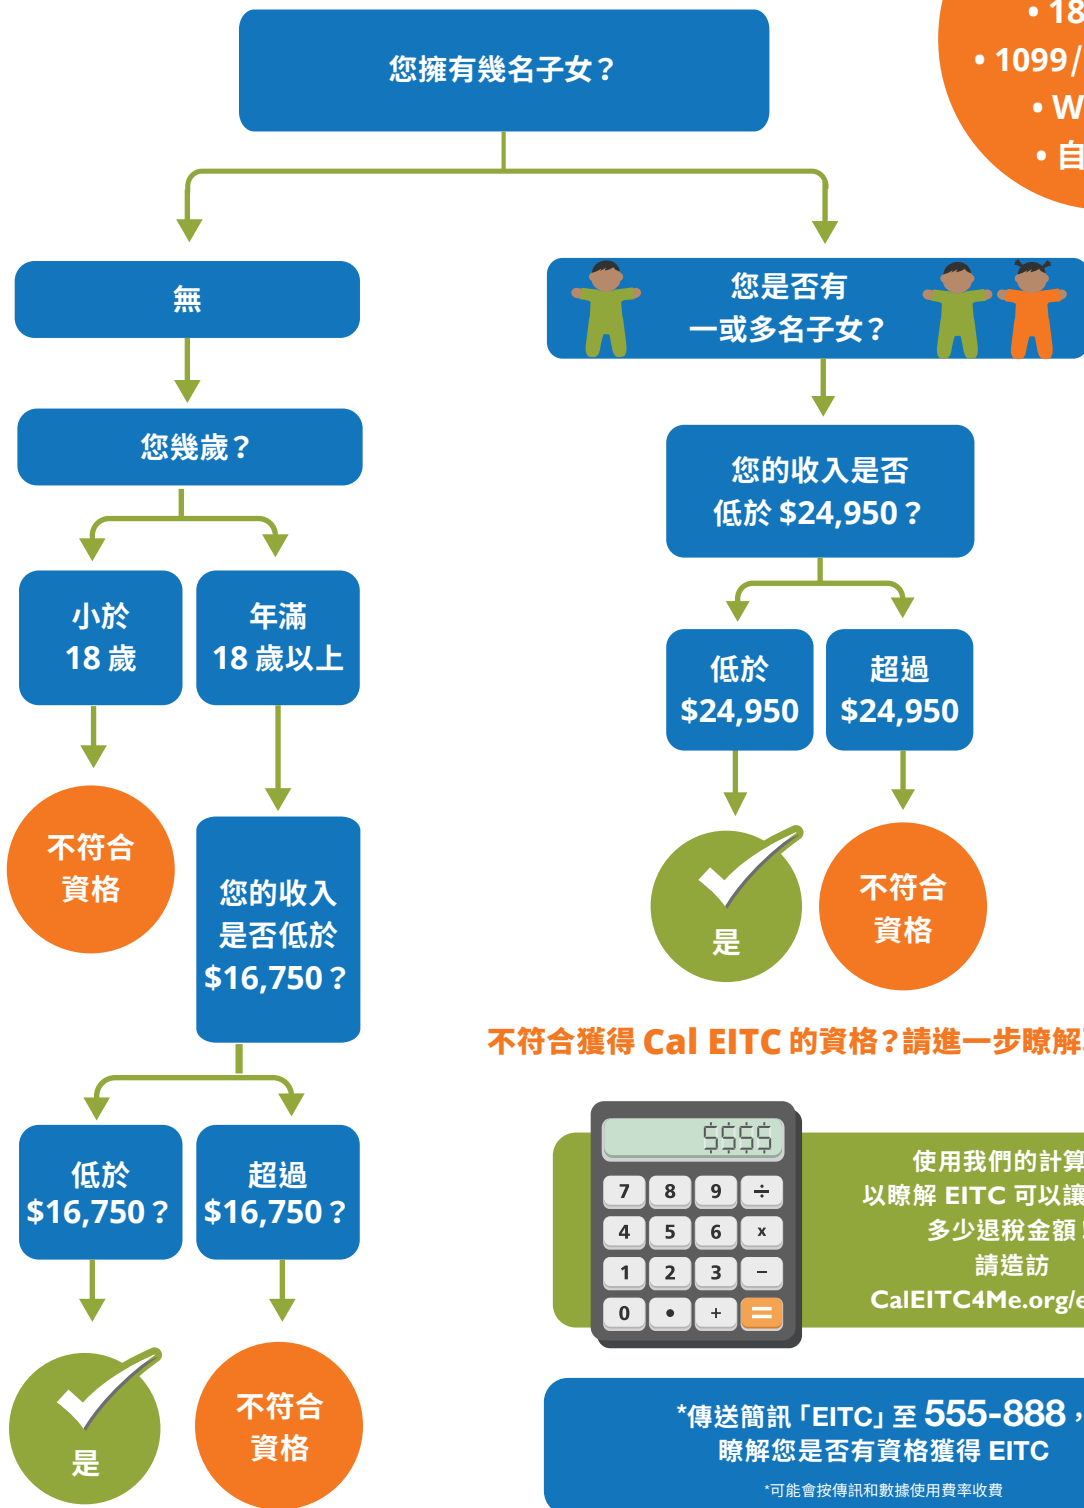 • 18
• 1099/
• W
• 自
您擁有幾名子女？
無
您是否有
一或多名子女？
您幾歲？
您的收入是否
低於 $24,950？
小於
18 歲
年滿
18 歲以上
低於
$24,950
超過
$24,950
不符合
資格
您的收入
是否低於
$16,750？
是
不符合
資格
不符合獲得 Cal EITC 的資格？請進一步瞭解
低於
$16,750？
超過
$16,750？
是
不符合
資格
$$$$
7 8 9 ÷
4 5 6 x
1 2 3 −
0 • + =
使用我們的計算
以瞭解 EITC 可以讓
多少退稅金額！
請造訪
CalEITC4Me.org/e
*傳送簡訊「EITC」至 555-888，
瞭解您是否有資格獲得 EITC
*可能會按傳訊和數據使用費率收費